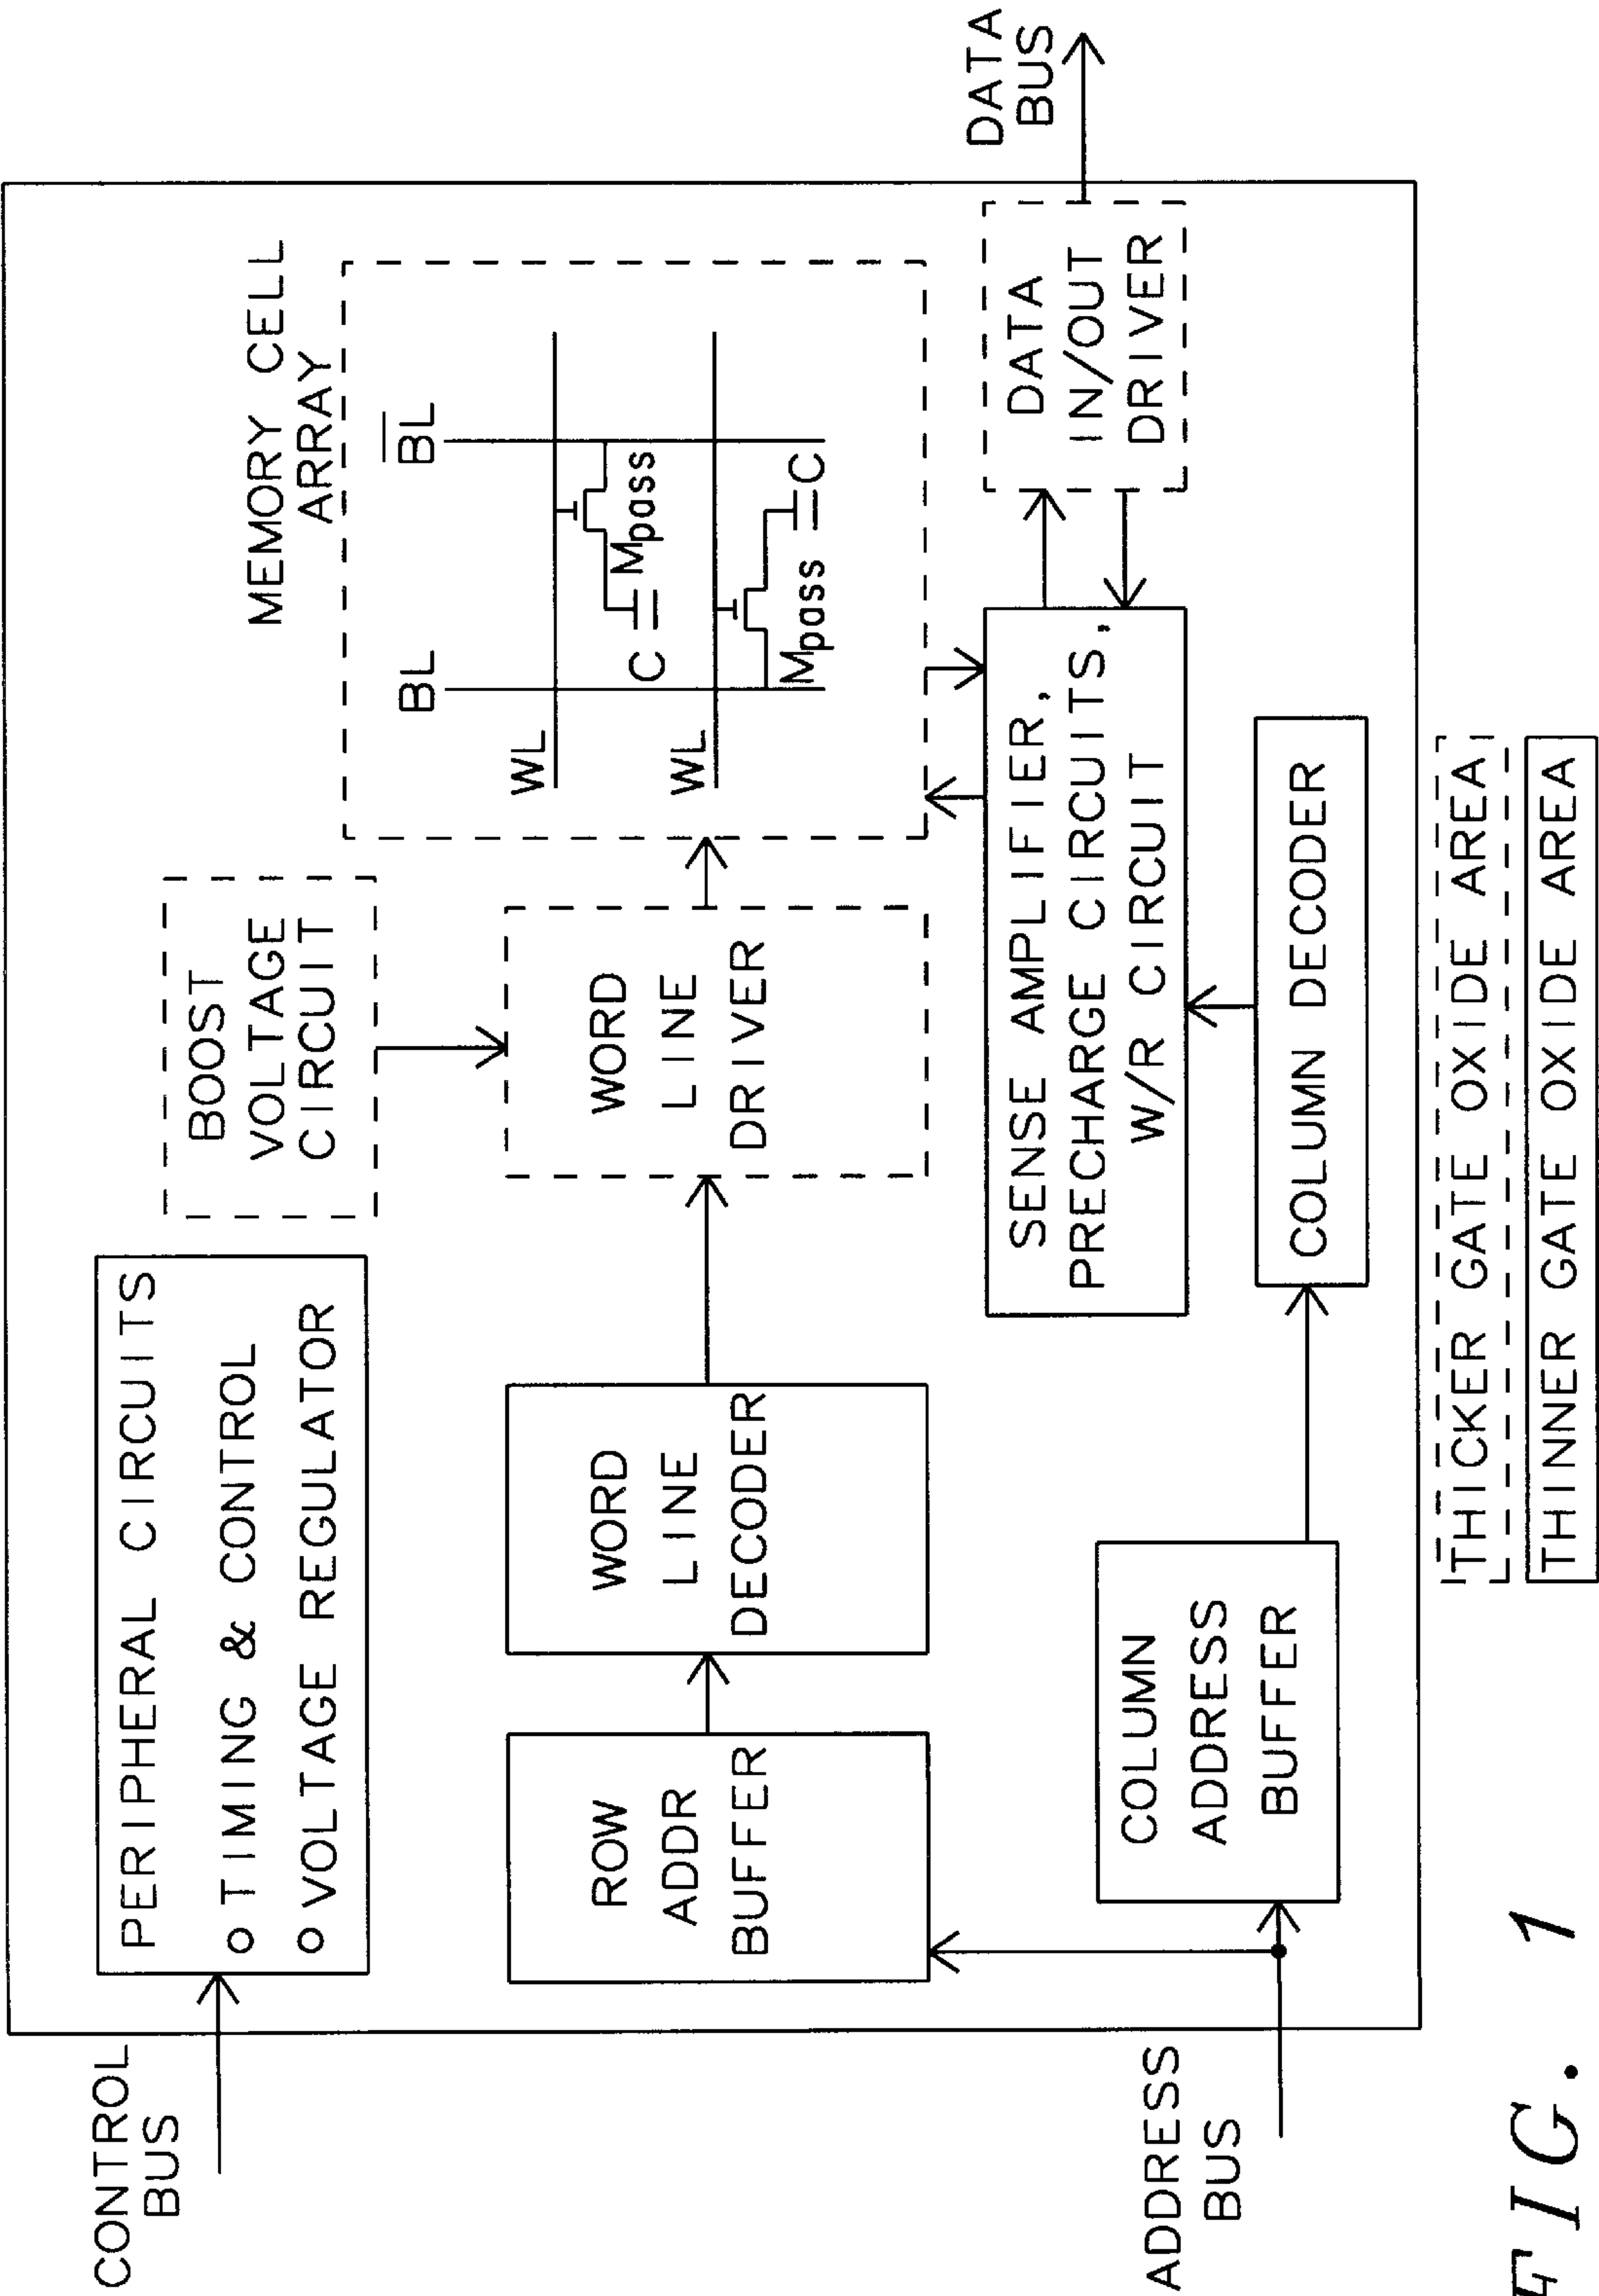 CONTROL
BUS
PERIPHERAL CIRCUITS
o TIMING & CONTROL
o VOLTAGE REGULATOR
BOOST
VOLTAGE
CIRCUIT
MEMORY CELL
ARRAY
BL
BL
WL
WL
C
Mpass
Mpass
C
ROW
ADDR
BUFFER
WORD
LINE
DECODER
WORD
LINE
DRIVER
SENSE AMPLIFIER,
PRECHARGE CIRCUITS,
W/R CIRCUIT
DATA
IN/OUT
DRIVER
DATA
BUS
ADDRESS
BUS
COLUMN
ADDRESS
BUFFER
COLUMN DECODER
THICKER GATE OXIDE AREA
THINNER GATE OXIDE AREA
FIG. 1